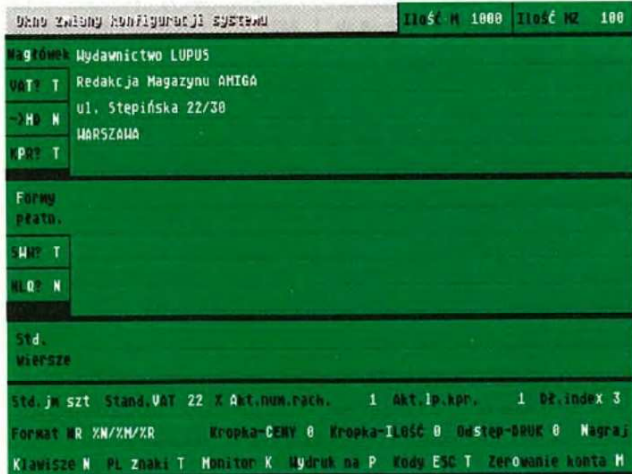 Okno zmiany konfiguracji systemu Ilość M 1000 Ilość MZ 100
Nagłówek Wydawnictwo LUPUS
VAT? T Redakcja Magazynu AMIGA
->HD N ul. Stępińska 22/30
WARSZAWA
KPR? T
Formy
płatn.
SWW? T
NLQ? N
Std.
wiersze
Std.jm szt Stand.VAT 22 % Akt.num.rach. 1 Akt.lp.kpr. 1 Dł.index 3
Format NR %N/%M/%R Kropka-CENY 0 Kropka-ILOŚĆ 0 Odstęp-DRUK 0 Nagraj
Klawisze N PL znaki T Monitor K Wydruk na P Kody ESC T Zerowanie konta M